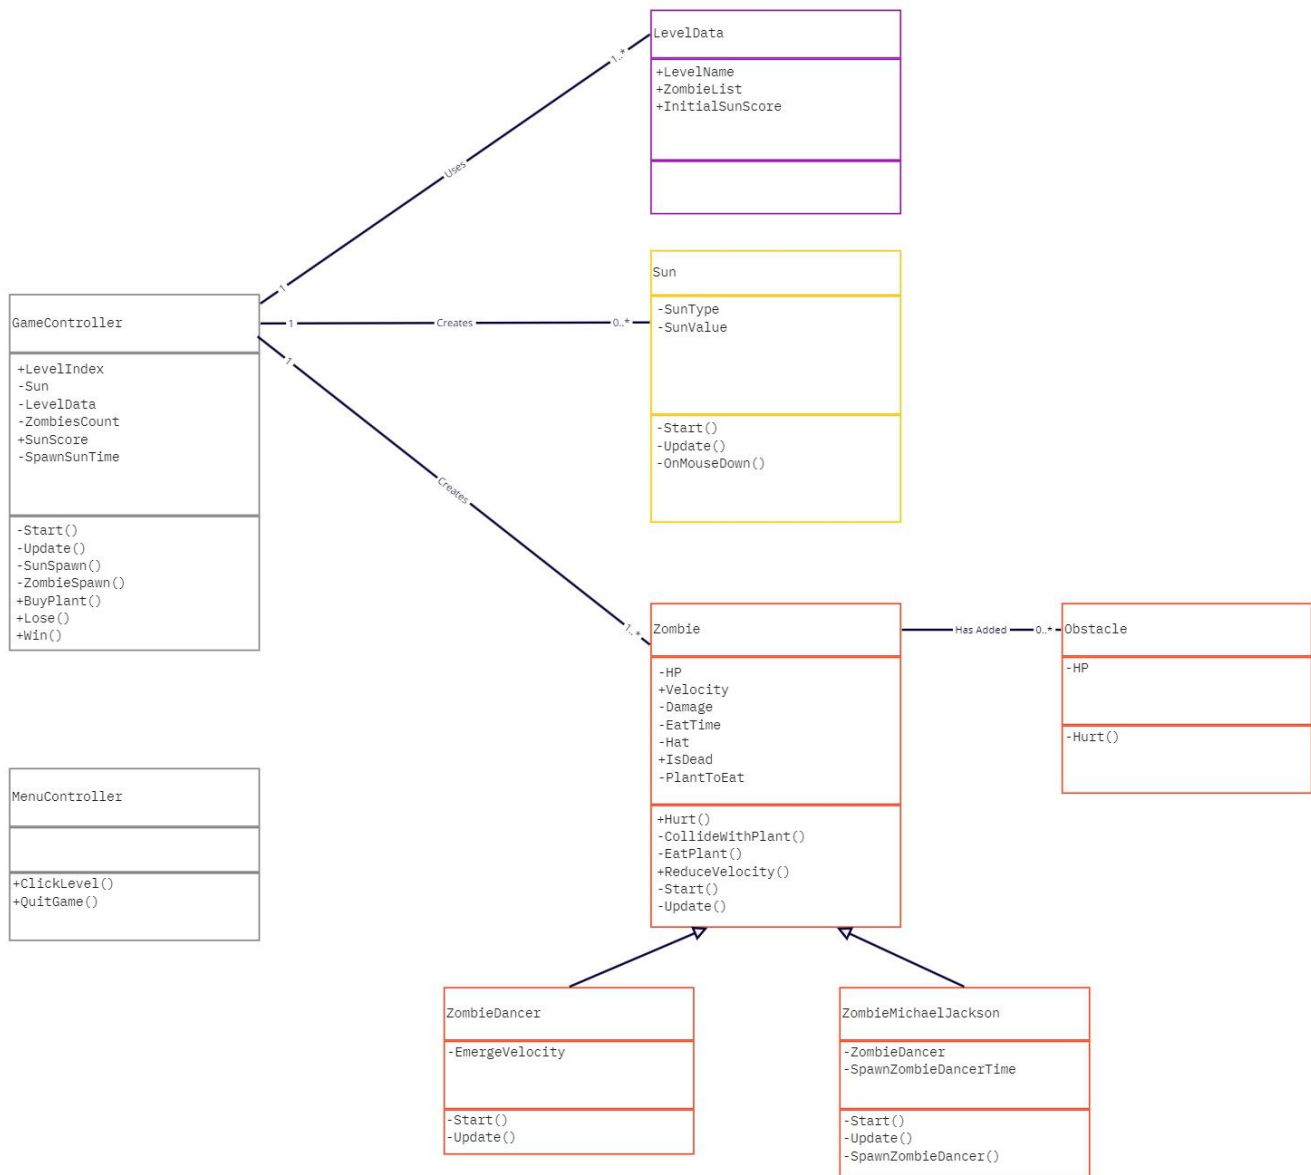 LevelData
+LevelName
+ZombieList
+InitialSunScore
1..*
Uses
1
Sun
-SunType
-SunValue
-Start()
-Update()
-OnMouseDown()
GameController
+LevelIndex
-Sun
-LevelData
-ZombiesCount
+SunScore
-SpawnSunTime
-Start()
-Update()
-SunSpawn()
-ZombieSpawn()
+BuyPlant()
+Lose()
+Win()
1
Creates
0..*
1
Creates
1..*
Zombie
-HP
+Velocity
-Damage
-EatTime
-Hat
+IsDead
-PlantToEat
+Hurt()
-CollideWithPlant()
-EatPlant()
+ReduceVelocity()
-Start()
-Update()
Has Added
0..*
Obstacle
-HP
-Hurt()
MenuController
+ClickLevel()
+QuitGame()
ZombieDancer
-EmergeVelocity
-Start()
-Update()
ZombieMichaelJackson
-ZombieDancer
-SpawnZombieDancerTime
-Start()
-Update()
-SpawnZombieDancer()